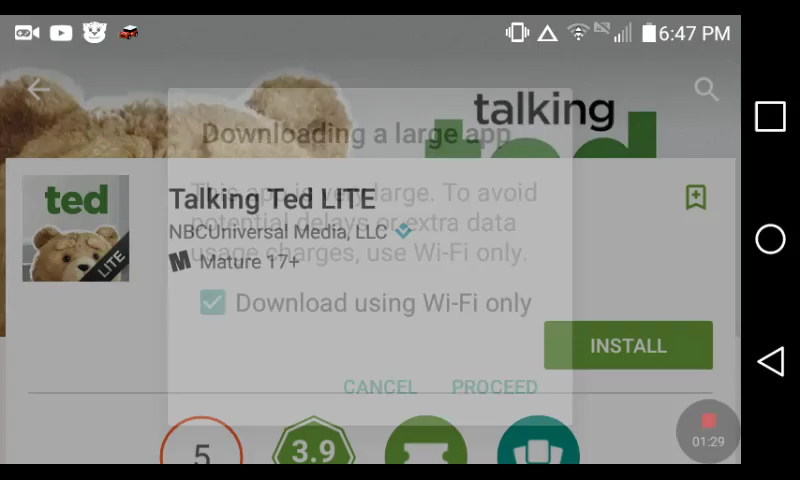 6:47 PM
talking
ted
Downloading a large app
This app is very large. To avoid
potential delays or extra data
usage charges, use Wi-Fi only.
Download using Wi-Fi only
CANCEL PROCEED
ted
LITE
Talking Ted LITE
NBCUniversal Media, LLC
M Mature 17+
INSTALL
5
3.9
01:29